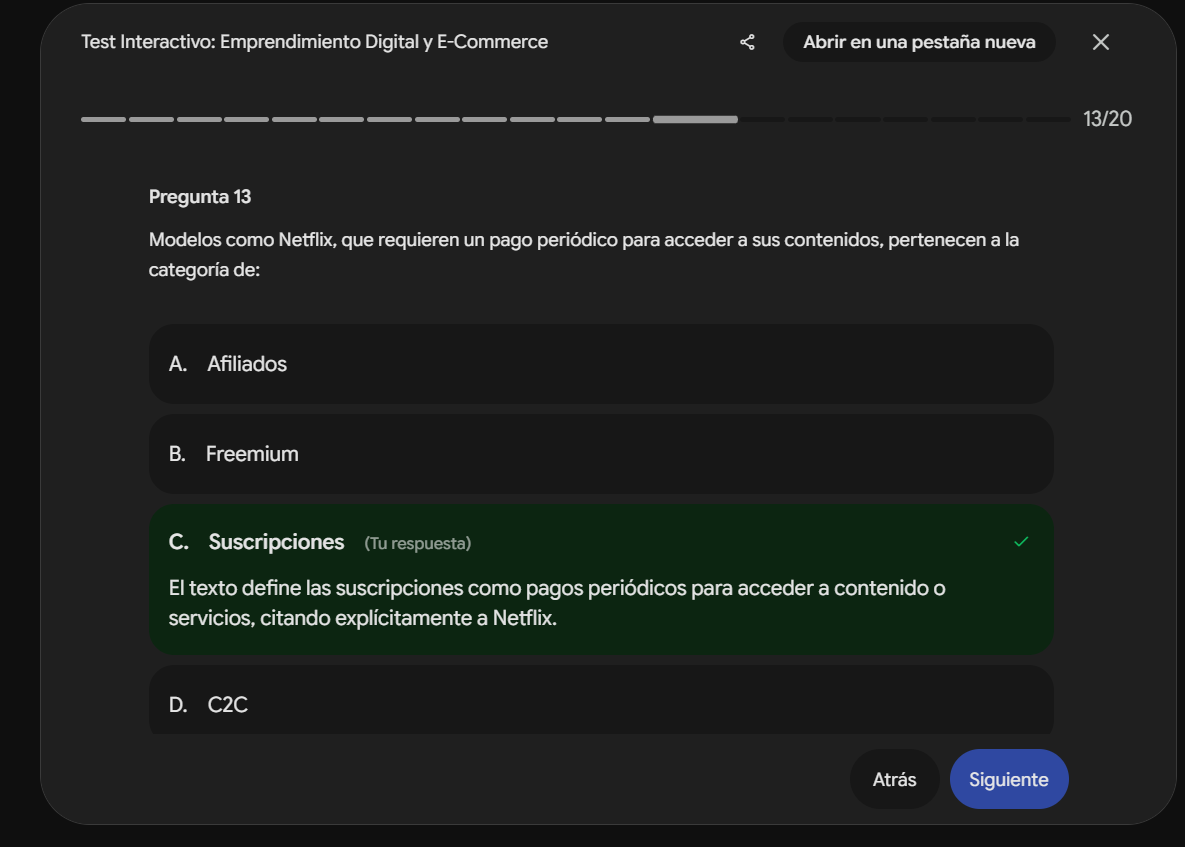 Test Interactivo: Emprendimiento Digital y E-Commerce
Abrir en una pestaña nueva
13/20
Pregunta 13
Modelos como Netflix, que requieren un pago periódico para acceder a sus contenidos, pertenecen a la
categoría de:
A. Afiliados
B. Freemium
C. Suscripciones (Tu respuesta)
El texto define las suscripciones como pagos periódicos para acceder a contenido o
servicios, citando explícitamente a Netflix.
D. C2C
Atrás
Siguiente